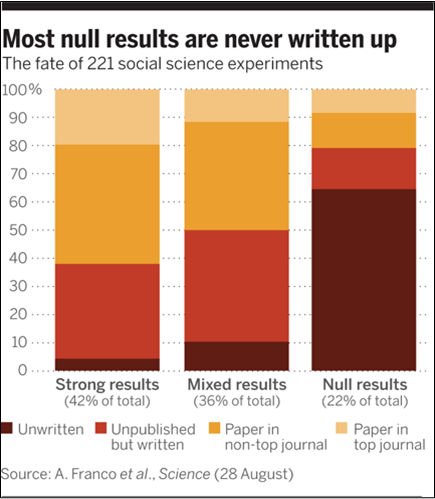 Most null results are never written up
The fate of 221 social science experiments
100%
90
80
70
60
50
40
30
20
10
0
Strong results Mixed results Null results
(42% of total) (36% of total) (22% of total)
Unwritten Unpublished Paper in Paper in
but written non-top journal top journal
Source: A. Franco et al., Science (28 August)